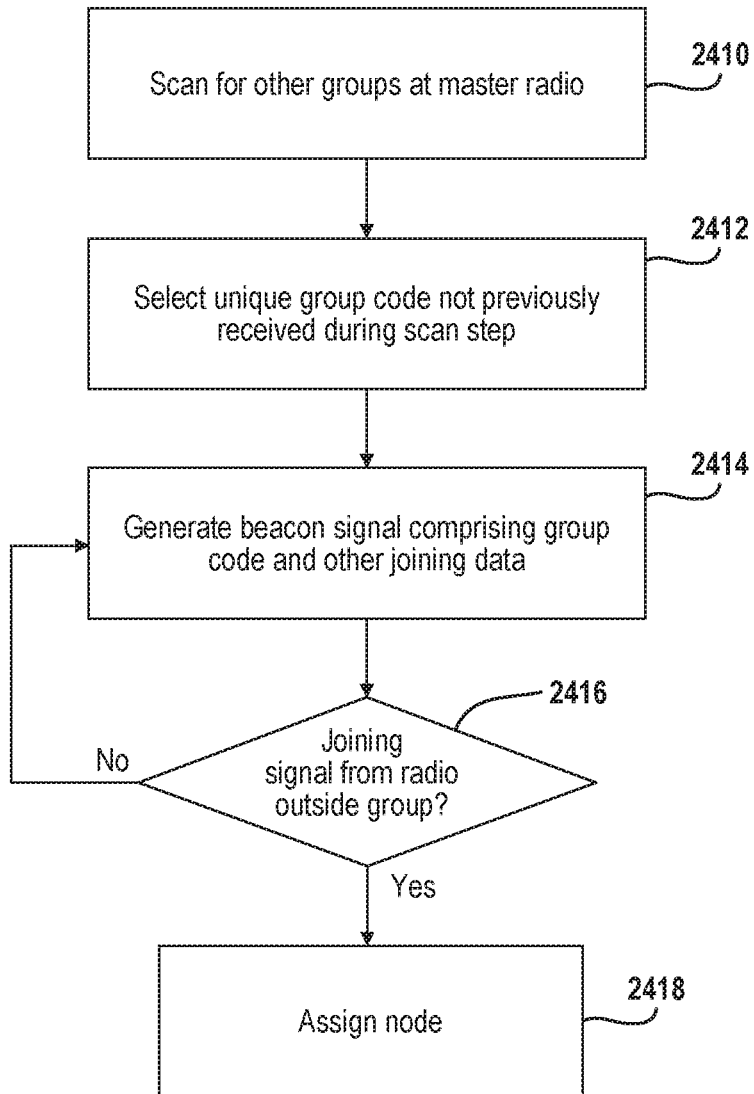 Scan for other groups at master radio
2410
Select unique group code not previously
received during scan step
2412
Generate beacon signal comprising group
code and other joining data
2414
Joining
signal from radio
outside group?
2416
No
Yes
Assign node
2418